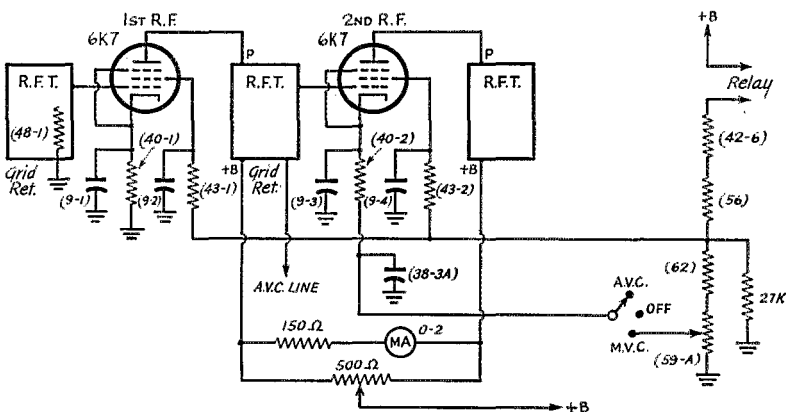 1ST R.F.
6K7
2ND R.F.
6K7
+B
P
P
R.F.T.
R.F.T.
R.F.T.
Relay
(48-1)
(40-1)
(40-2)
(42-6)
Grid
Ret.
+B
Grid
Ret.
+B
(9-1)
(9-2)
(43-1)
(9-3)
(9-4)
(43-2)
(56)
A.V.C. LINE
(38-3A)
(62)
A.V.C.
OFF
27K
M.V.C.
(59-A)
150Ω
MA
0-2
500Ω
+B